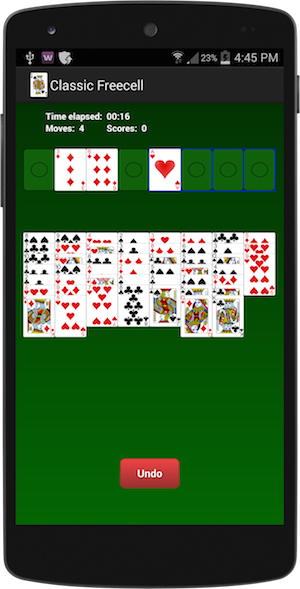 W 23% 4:45 PM
Classic Freecell
Time elapsed: 00:16
Moves: 4 Scores: 0
Undo